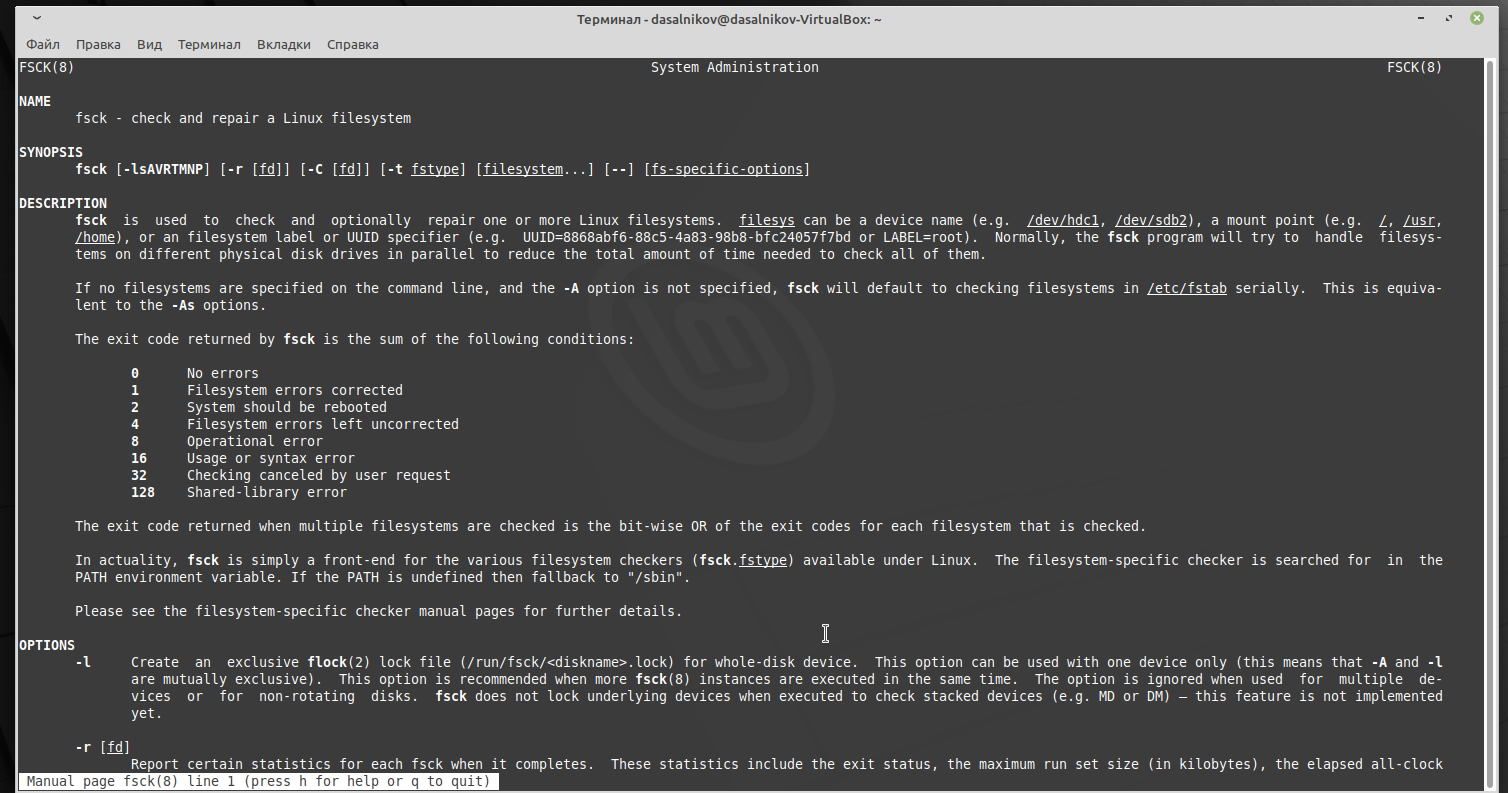 Терминал - dasalnikov@dasalnikov-VirtualBox: ~
Файл Правка Вид Терминал Вкладки Справка
FSCK(8) System Administration FSCK(8)
NAME
fsck - check and repair a Linux filesystem
SYNOPSIS
fsck [-lsAVRTMNP] [-r [fd]] [-C [fd]] [-t fstype] [filesystem...] [--] [fs-specific-options]
DESCRIPTION
fsck is used to check and optionally repair one or more Linux filesystems. filesys can be a device name (e.g. /dev/hdc1, /dev/sdb2), a mount point (e.g. /, /usr,
/home), or an filesystem label or UUID specifier (e.g. UUID=8868abf6-88c5-4a83-98b8-bfc24057f7bd or LABEL=root). Normally, the fsck program will try to handle filesys-
tems on different physical disk drives in parallel to reduce the total amount of time needed to check all of them.
If no filesystems are specified on the command line, and the -A option is not specified, fsck will default to checking filesystems in /etc/fstab serially. This is equiva-
lent to the -As options.
The exit code returned by fsck is the sum of the following conditions:
0 No errors
1 Filesystem errors corrected
2 System should be rebooted
4 Filesystem errors left uncorrected
8 Operational error
16 Usage or syntax error
32 Checking canceled by user request
128 Shared-library error
The exit code returned when multiple filesystems are checked is the bit-wise OR of the exit codes for each filesystem that is checked.
In actuality, fsck is simply a front-end for the various filesystem checkers (fsck.fstype) available under Linux. The filesystem-specific checker is searched for in the
PATH environment variable. If the PATH is undefined then fallback to "/sbin".
Please see the filesystem-specific checker manual pages for further details.
OPTIONS
-l Create an exclusive flock(2) lock file (/run/fsck/<diskname>.lock) for whole-disk device. This option can be used with one device only (this means that -A and -l
are mutually exclusive). This option is recommended when more fsck(8) instances are executed in the same time. The option is ignored when used for multiple de-
vices or for non-rotating disks. fsck does not lock underlying devices when executed to check stacked devices (e.g. MD or DM) – this feature is not implemented
yet.
-r [fd]
Report certain statistics for each fsck when it completes. These statistics include the exit status, the maximum run set size (in kilobytes), the elapsed all-clock
Manual page fsck(8) line 1 (press h for help or q to quit)